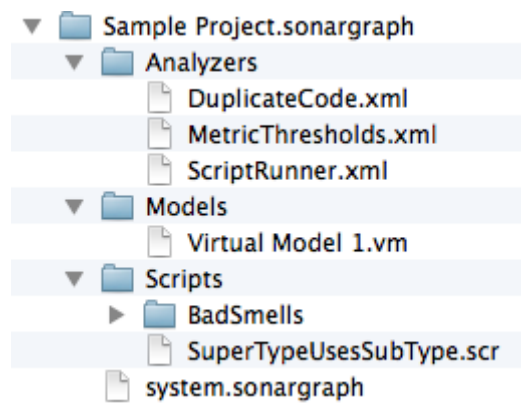 Sample Project.sonargraph
Analyzers
DuplicateCode.xml
MetricThresholds.xml
ScriptRunner.xml
Models
Virtual Model 1.vm
Scripts
BadSmells
SuperTypeUsesSubType.scr
system.sonargraph